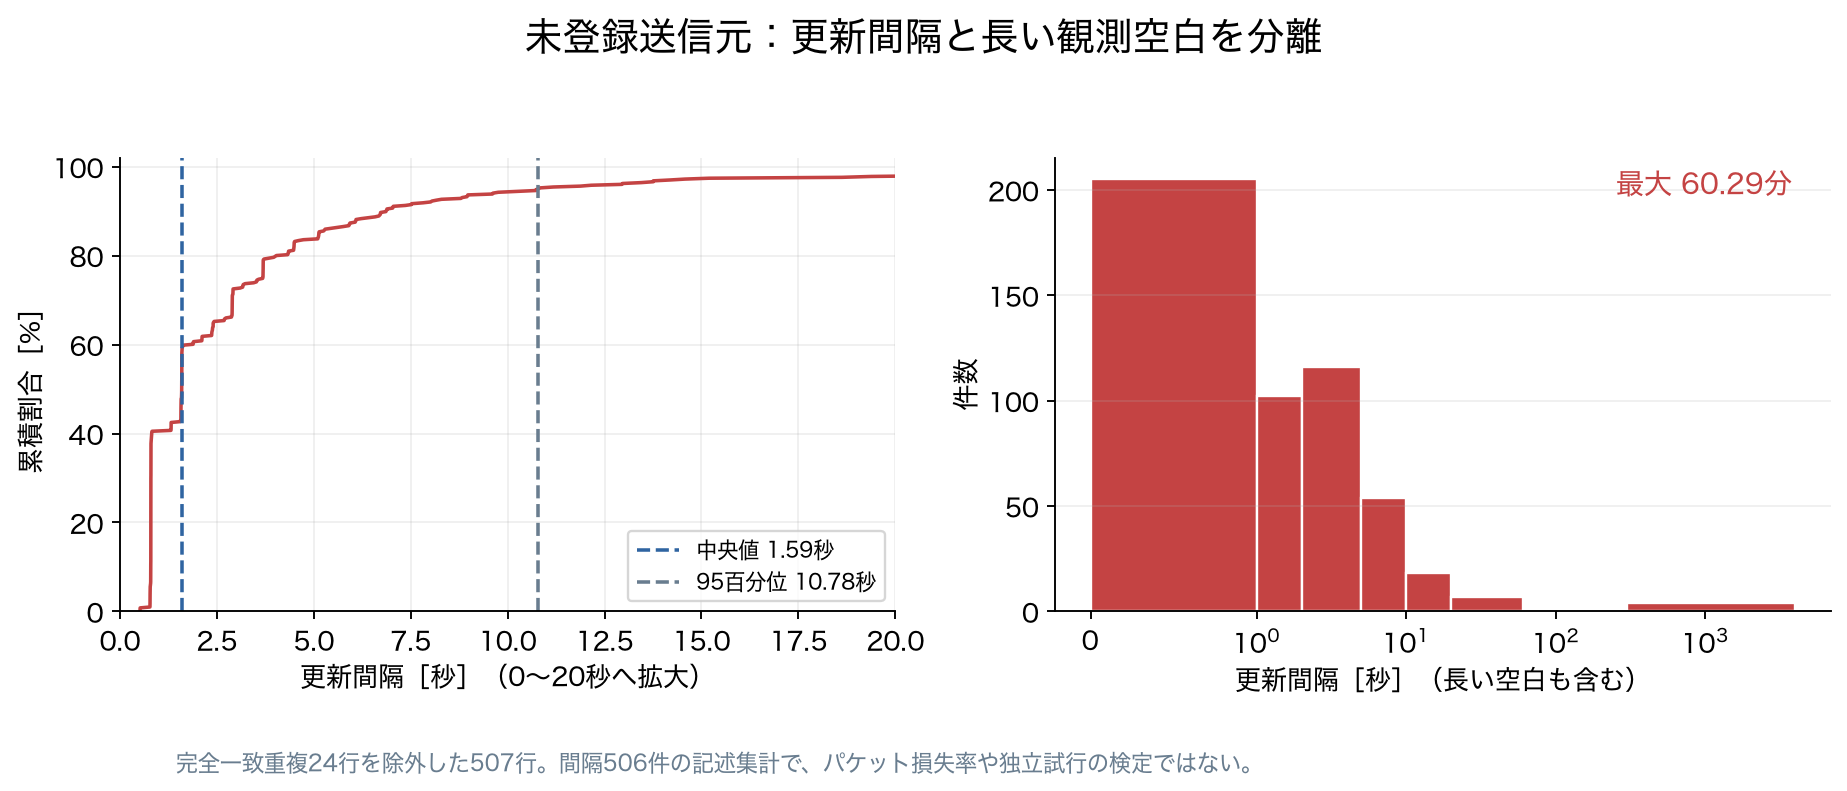 未登録送信元：更新間隔と長い観測空白を分離
累積割合［%］
100
80
60
40
20
0
0.0 2.5 5.0 7.5 10.0 12.5 15.0 17.5 20.0
更新間隔［秒］（0〜20秒へ拡大）
中央値 1.59秒
95百分位 10.78秒
件数
200
150
100
50
0
最大 60.29分
0 10⁰ 10¹ 10² 10³
更新間隔［秒］（長い空白も含む）
完全一致重複24行を除外した507行。間隔506件の記述集計で、パケット損失率や独立試行の検定ではない。